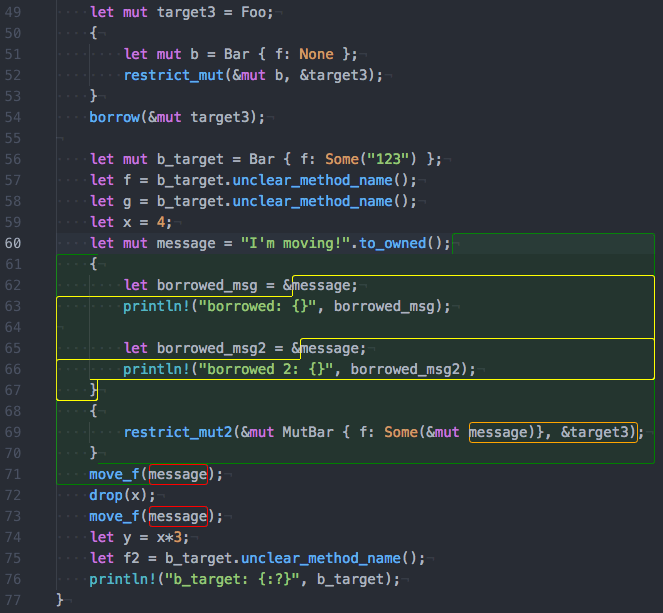 49 let mut target3 = Foo;
50 {
51 let mut b = Bar { f: None };
52 restrict_mut(&mut b, &target3);
53 }
54 borrow(&mut target3);
55
56 let mut b_target = Bar { f: Some("123") };
57 let f = b_target.unclear_method_name();
58 let g = b_target.unclear_method_name();
59 let x = 4;
60 let mut message = "I'm moving!".to_owned();
61 {
62 let borrowed_msg = &message;
63 println!("borrowed: {}", borrowed_msg);
64
65 let borrowed_msg2 = &message;
66 println!("borrowed 2: {}", borrowed_msg2);
67 }
68 {
69 restrict_mut2(&mut MutBar { f: Some(&mut message)}, &target3);
70 }
71 move_f(message);
72 drop(x);
73 move_f(message);
74 let y = x*3;
75 let f2 = b_target.unclear_method_name();
76 println!("b_target: {:?}", b_target);
77 }